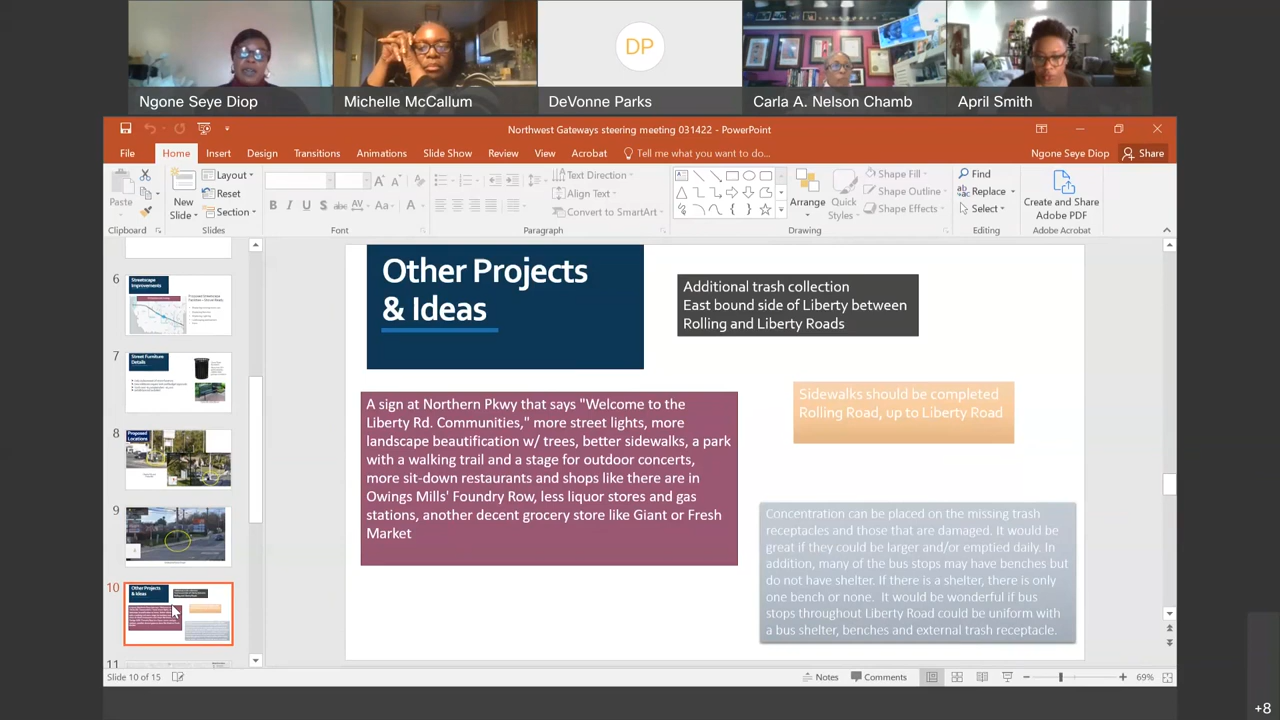 DP
Ngone Seye Diop
Michelle McCallum
DeVonne Parks
Carla A. Nelson Chamb
April Smith
Northwest Gateways steering meeting 031422 - PowerPoint
File
Home
Insert
Design
Transitions
Animations
Slide Show
Review
View
Acrobat
Tell me what you want to do...
Ngone Seye Diop
Share
Paste
Clipboard
New
Slide
Layout
Reset
Section
Slides
B I U S abc AV Aa A
Font
Text Direction
Align Text
Convert to SmartArt
Paragraph
Arrange
Quick
Styles
Shape Fill
Shape Outline
Shape Effects
Drawing
Find
Replace
Select
Editing
Create and Share
Adobe PDF
Adobe Acrobat
6
Streetscape
Improvements
7
Street Furniture
Details
8
Proposed
Locations
9
10
Other Projects
& Ideas
11
Other Projects
& Ideas
Additional trash collection
East bound side of Liberty between
Rolling and Liberty Roads
Sidewalks should be completed
Rolling Road, up to Liberty Road
A sign at Northern Pkwy that says "Welcome to the
Liberty Rd. Communities," more street lights, more
landscape beautification w/ trees, better sidewalks, a park
with a walking trail and a stage for outdoor concerts,
more sit-down restaurants and shops like there are in
Owings Mills' Foundry Row, less liquor stores and gas
stations, another decent grocery store like Giant or Fresh
Market
Concentration can be placed on the missing trash
receptacles and those that are damaged. It would be
great if they could be larger and/or emptied daily. In
addition, many of the bus stops may have benches but
do not have shelter. If there is a shelter, there is only
one bench or none. It would be wonderful if bus
stops throughout Liberty Road could be uniform with
a bus shelter, benches and external trash receptacle.
Slide 10 of 15
Notes
Comments
69%
+8